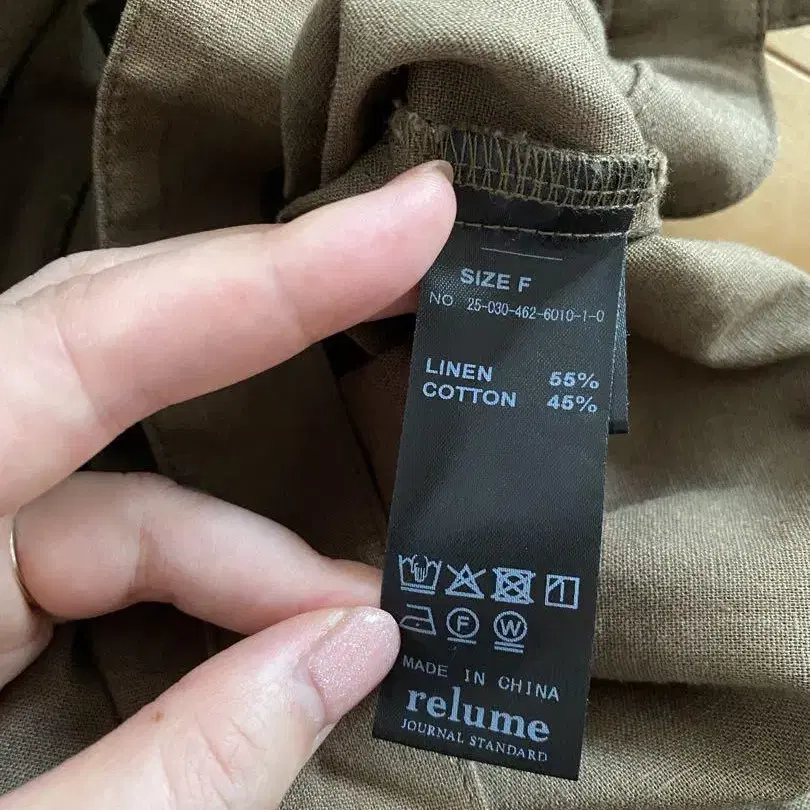 SIZE F
NO 25-030-462-6010-1-0
LINEN 55%
COTTON 45%
F W
MADE IN CHINA
relume
JOURNAL STANDARD